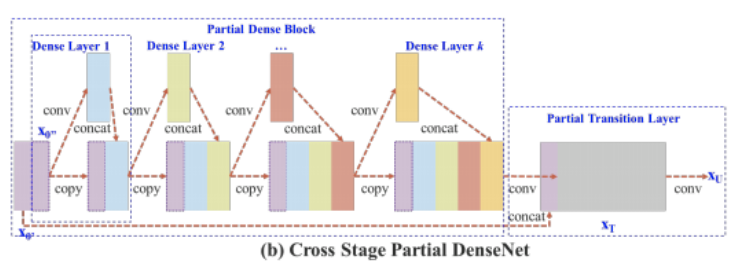 Partial Dense Block
Dense Layer 1
Dense Layer 2
...
Dense Layer k
conv
conv
conv
conv
x0''
concat
concat
concat
concat
Partial Transition Layer
copy
copy
copy
copy
conv
conv
xU
concat
x0'
xT
(b) Cross Stage Partial DenseNet